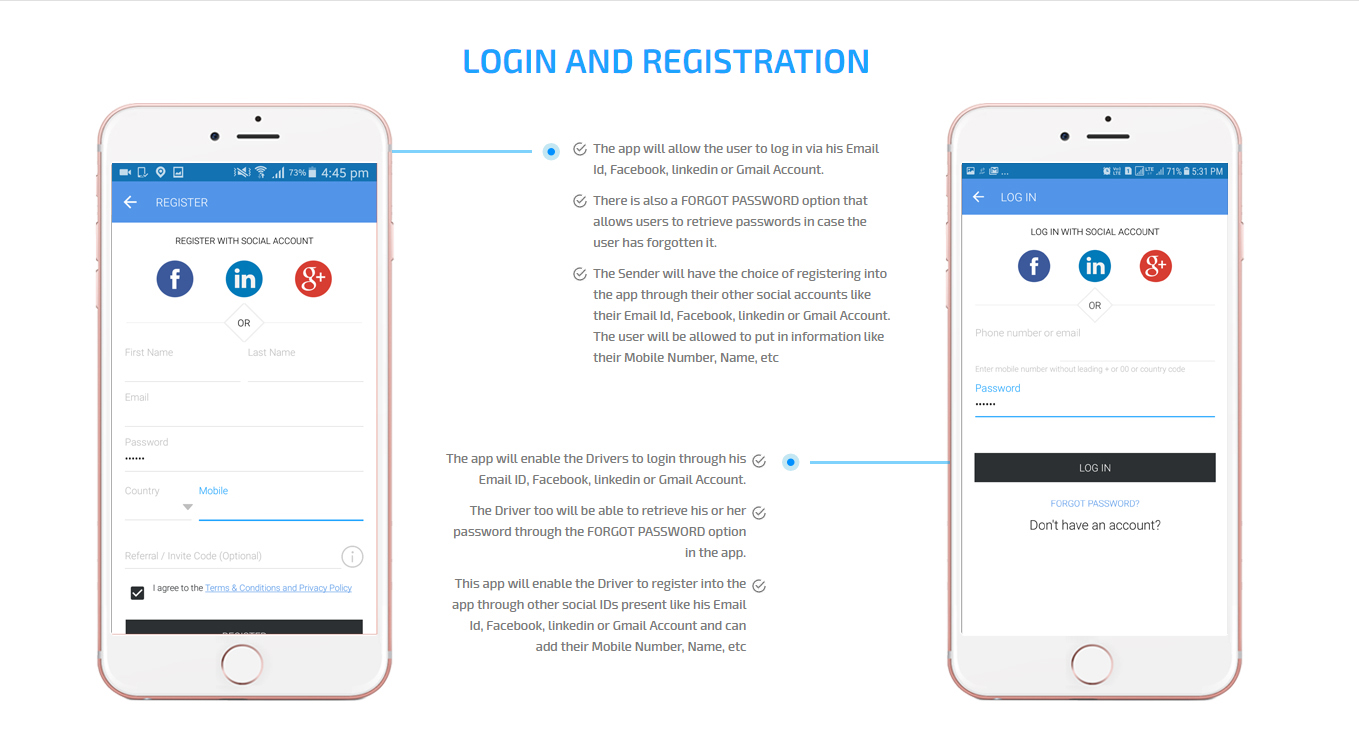 LOGIN AND REGISTRATION
73% 4:45 pm
REGISTER
REGISTER WITH SOCIAL ACCOUNT
f in g+
OR
First Name Last Name
Email
Password
••••••
Country Mobile
Referral / Invite Code (Optional)
I agree to the Terms & Conditions and Privacy Policy
REGISTER
The app will allow the user to log in via his Email
Id, Facebook, linkedin or Gmail Account.
There is also a FORGOT PASSWORD option that
allows users to retrieve passwords in case the
user has forgotten it.
The Sender will have the choice of registering into
the app through their other social accounts like
their Email Id, Facebook, linkedin or Gmail Account.
The user will be allowed to put in information like
their Mobile Number, Name, etc
The app will enable the Drivers to login through his
Email ID, Facebook, linkedin or Gmail Account.
The Driver too will be able to retrieve his or her
password through the FORGOT PASSWORD option
in the app.
This app will enable the Driver to register into the
app through other social IDs present like his Email
Id, Facebook, linkedin or Gmail Account and can
add their Mobile Number, Name, etc
... LTE 71% 5:31 PM
LOG IN
LOG IN WITH SOCIAL ACCOUNT
f in g+
OR
Phone number or email
Enter mobile number without leading + or 00 or country code
Password
••••••
LOG IN
FORGOT PASSWORD?
Don't have an account?